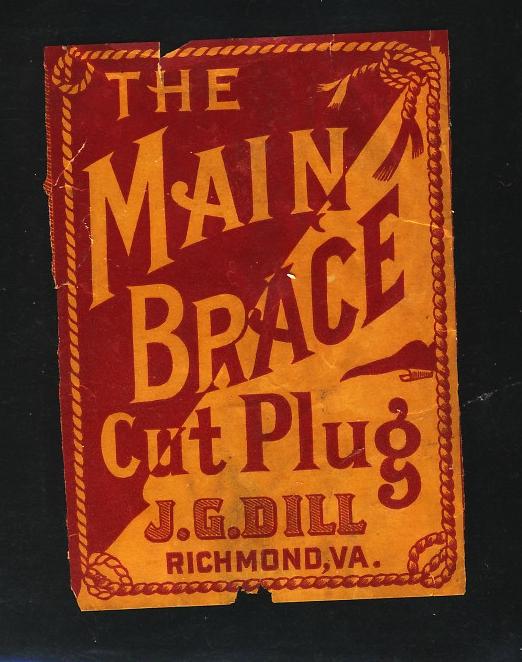 THE
MAIN
BRACE
Cut Plug
J.G.DILL
RICHMOND,VA.